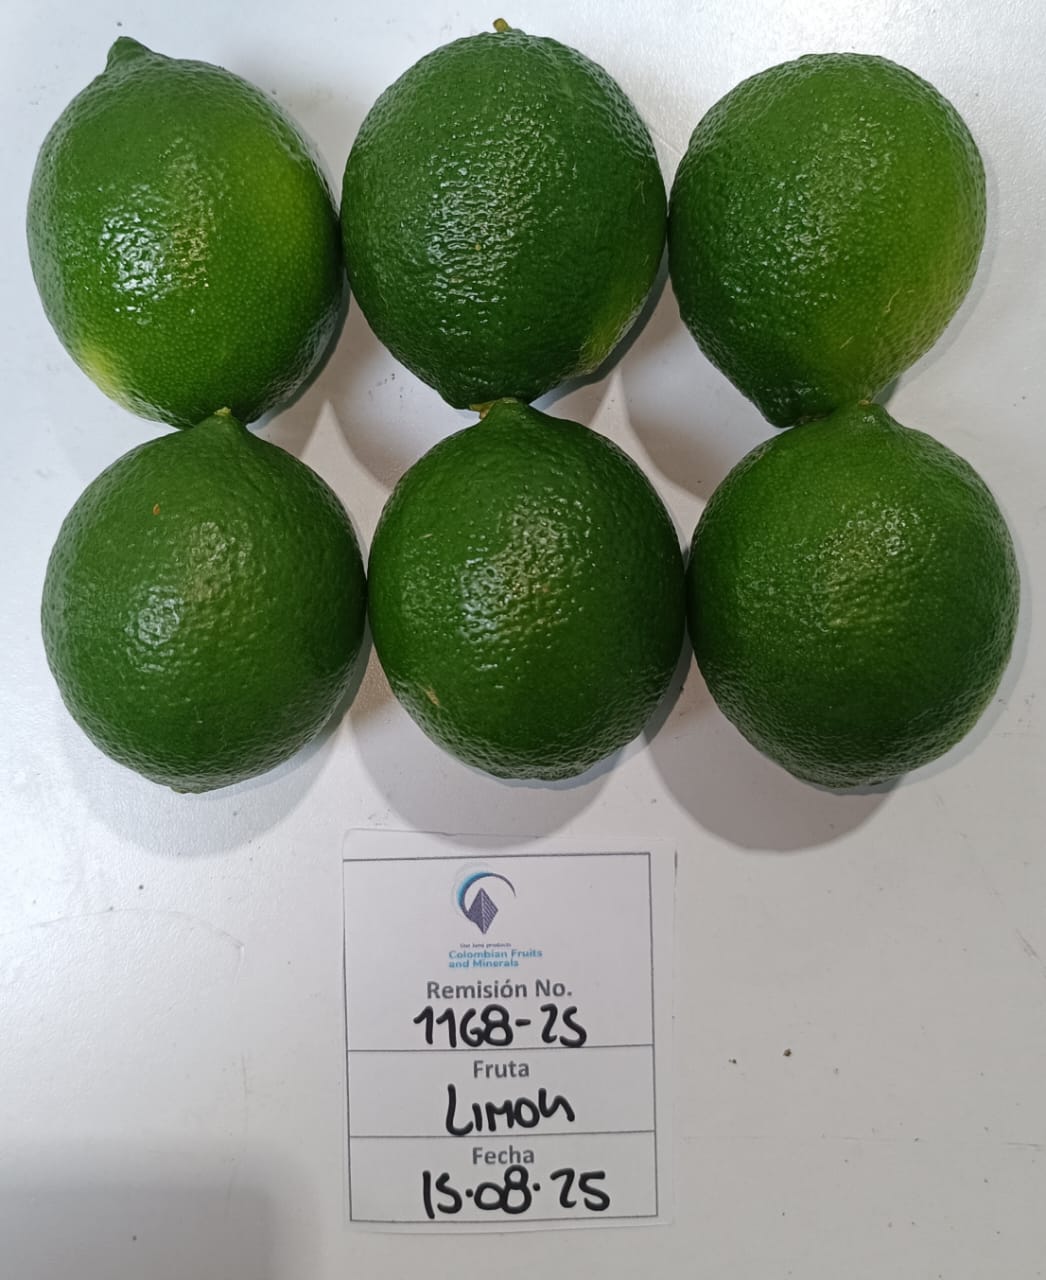 Colombian Fruits
and Minerals
Remisión No.
1168-25
Fruta
Limon
Fecha
15.08.25